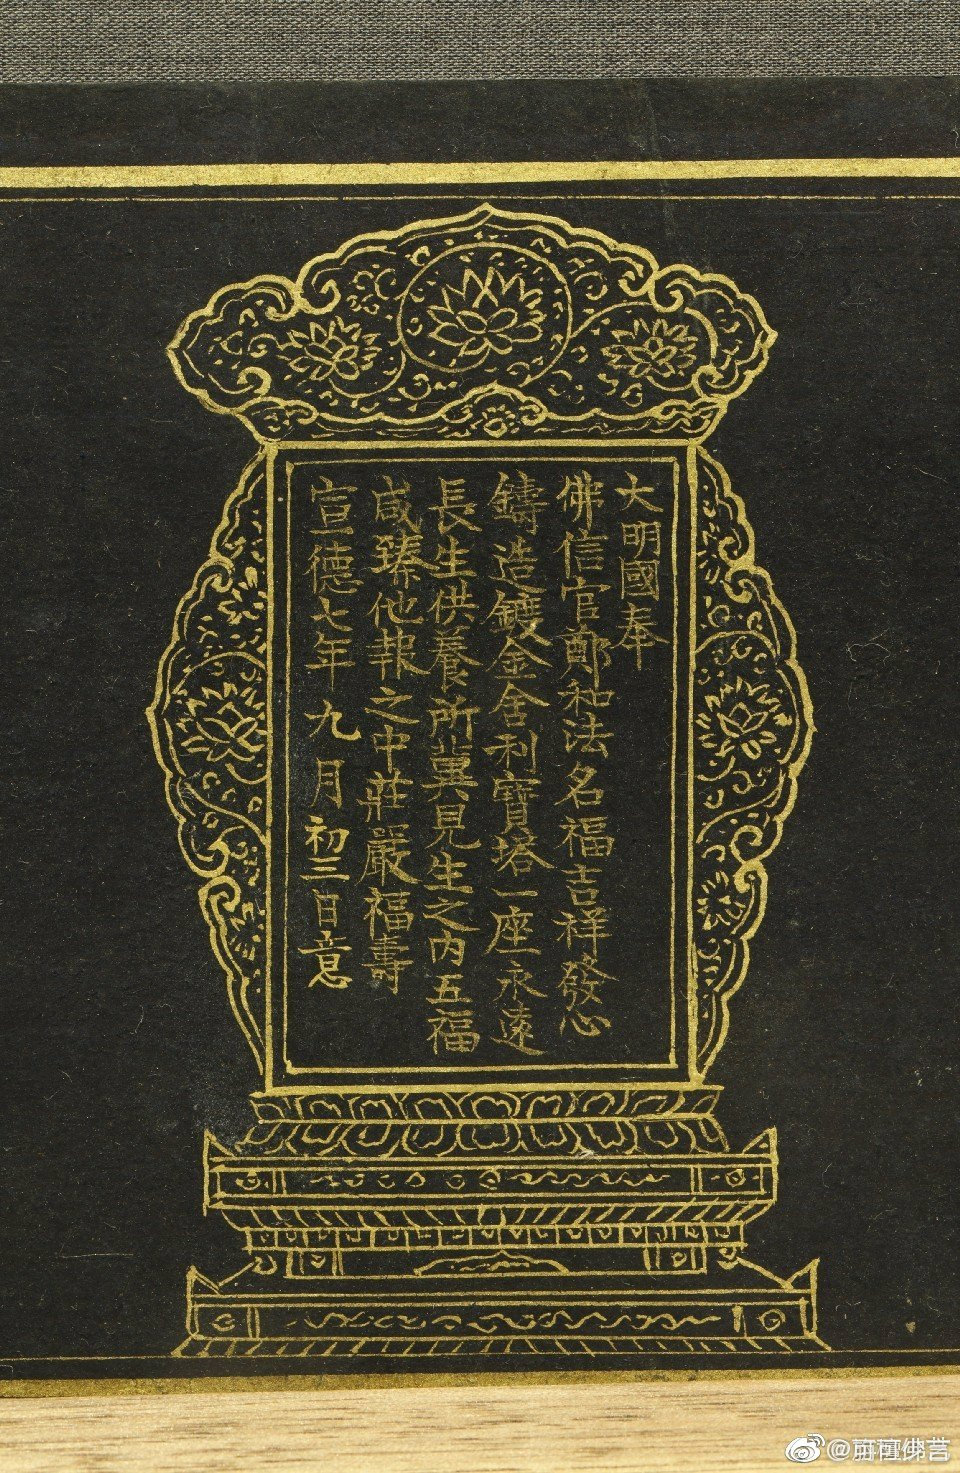 大明國奉
佛信官鄭和法名福吉祥發心
鑄造鍍金舍利寶塔一座永遠
長生供養所冀見生之內五福
咸臻他報之中莊嚴福壽
宣德七年九月初三日意